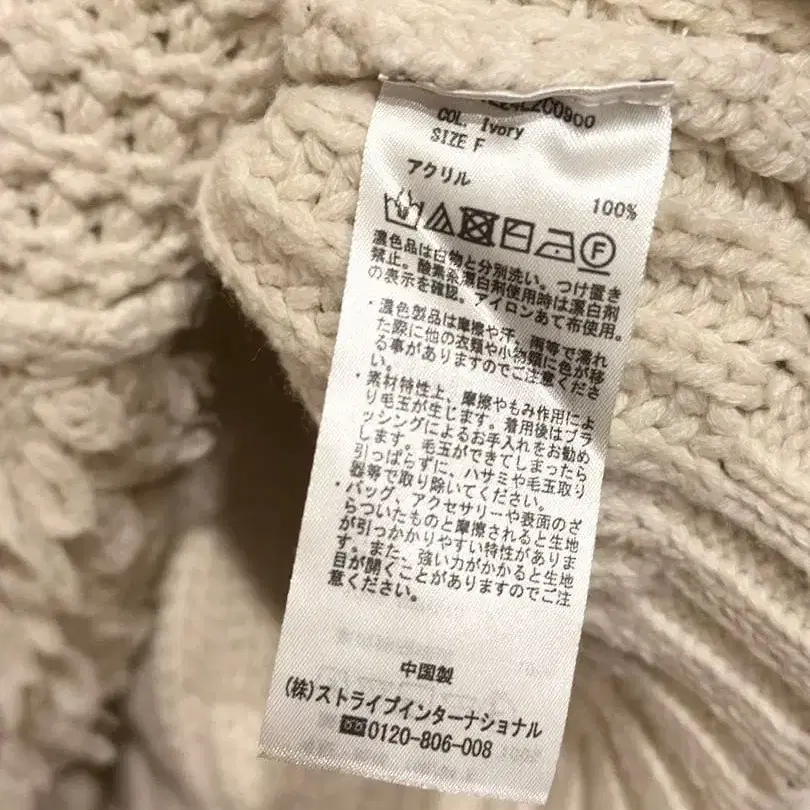 COL. Ivory
SIZE F
アクリル
100%
濃色品は白物と分別洗い。つけ置き
禁止。酸素系漂白剤使用時は漂白剤
の表示を確認。アイロンあて布使用。
・濃色製品は摩擦や汗、雨等で濡れ
た際に他の衣類や小物類に色が移
る事がありますのでご注意くださ
い。
・素材特性上、摩擦やもみ作用によ
り毛玉が生じます。着用後はブラ
ッシングによるお手入れをお勧め
します。毛玉ができてしまったら
引っぱらずに、ハサミや毛玉取り
器等で取り除いてください。
・バッグ、アクセサリーや表面のざ
らついたものと摩擦されると生地
が引っかかりやすい特性がありま
す。また、強い力がかかると生地
目が開くことがありますのでご注
意ください。
中国製
(株)ストライプインターナショナル
0120-806-008